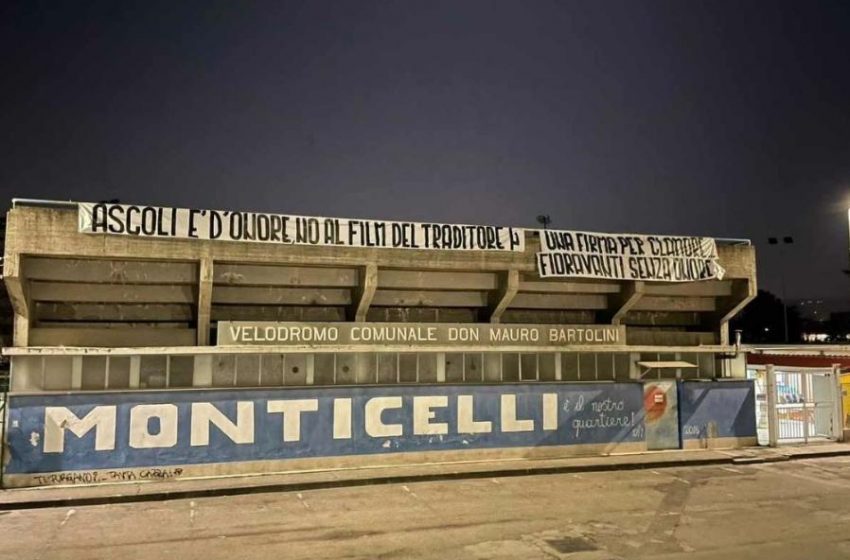 ASCOLI E' D'ONORE, NO AL FILM DEL TRADITORE
UNA FIRMA PER CLAMORE
FIORAVANTI SENZA ONORE
VELODROMO COMUNALE DON MAURO BARTOLINI
MONTICELLI
è il nostro
quartiere!